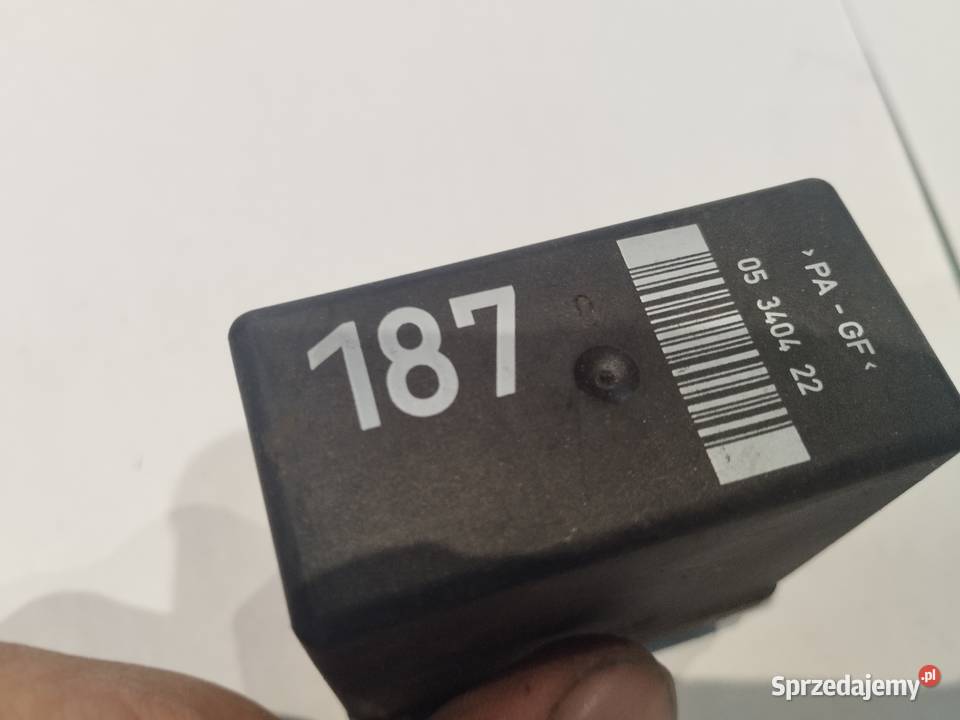 187
>PA - GF<
05 3404 22
Sprzedajemy.pl